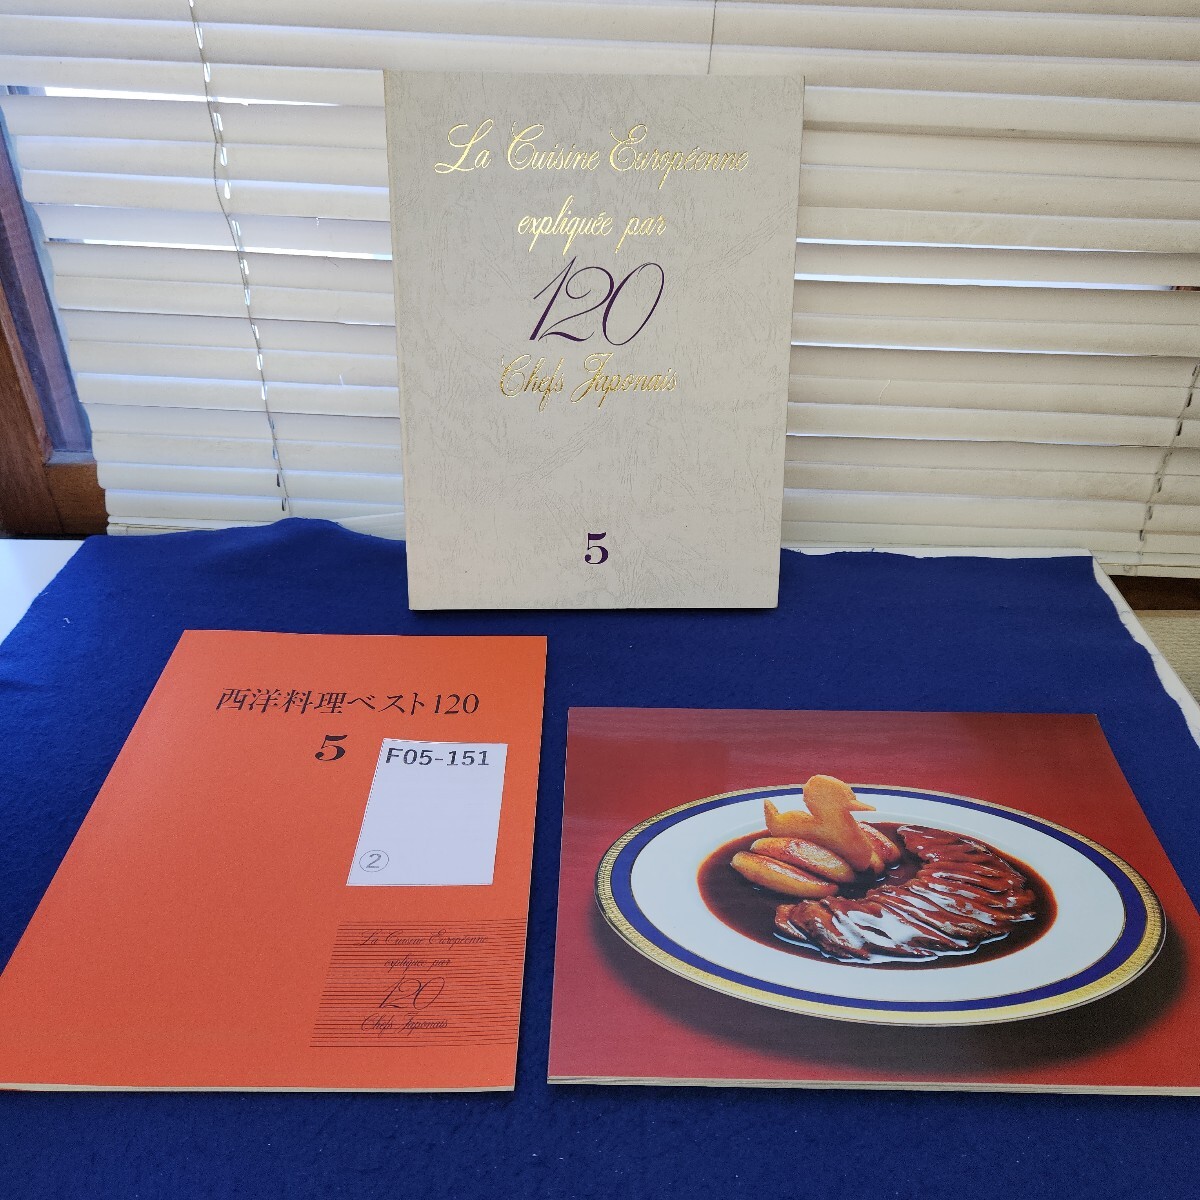 La Cuisine Européenne
expliquée par
120
Chefs Japonais
5
西洋料理ベスト120
5
F05-151
②
La Cuisine Européenne
expliquée par
120
Chefs Japonais